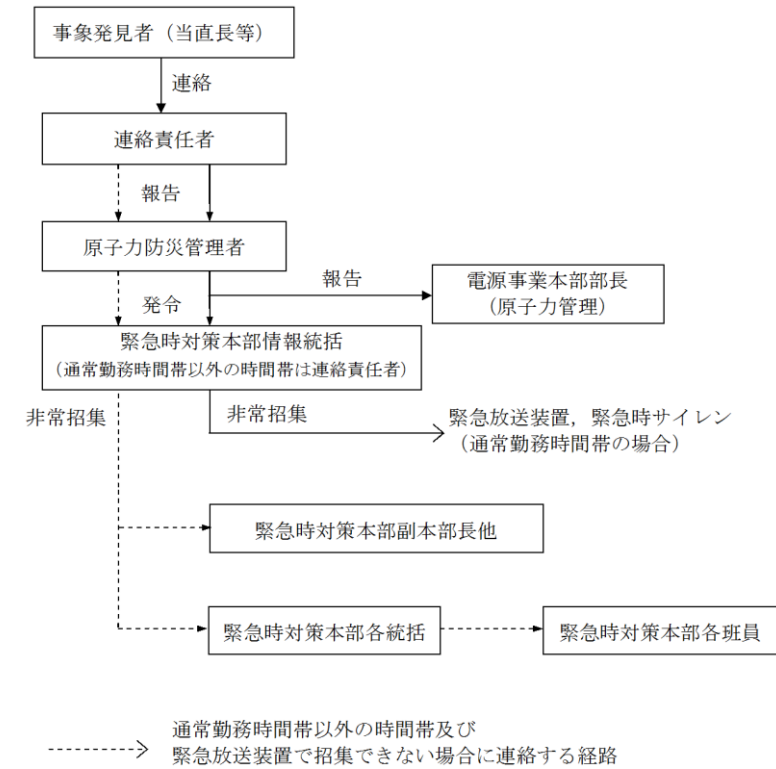 事象発見者（当直長等）
連絡
連絡責任者
報告
原子力防災管理者
報告
電源事業本部部長
（原子力管理）
発令
緊急時対策本部情報統括
（通常勤務時間帯以外の時間帯は連絡責任者）
非常招集
非常招集
緊急放送装置，緊急時サイレン
（通常勤務時間帯の場合）
緊急時対策本部副本部長他
緊急時対策本部各統括
緊急時対策本部各班員
通常勤務時間帯以外の時間帯及び
緊急放送装置で招集できない場合に連絡する経路